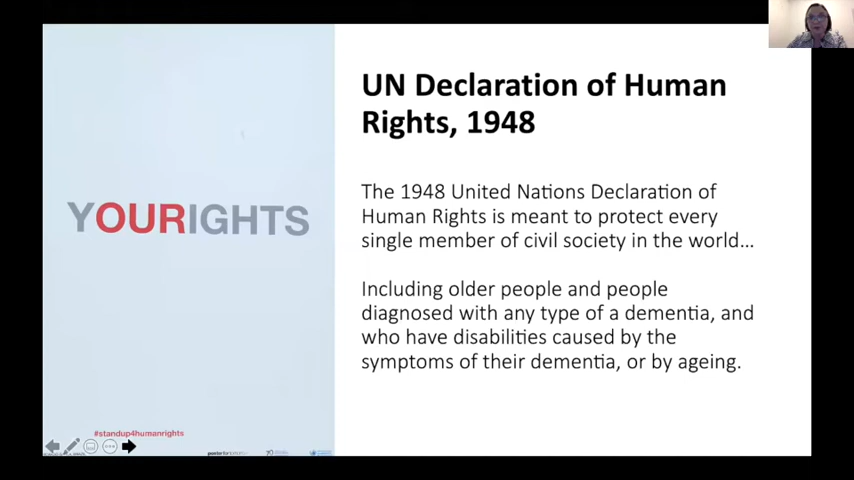 UN Declaration of Human
Rights, 1948
YOURIGHTS
The 1948 United Nations Declaration of
Human Rights is meant to protect every
single member of civil society in the world…
Including older people and people
diagnosed with any type of a dementia, and
who have disabilities caused by the
symptoms of their dementia, or by ageing.
#standup4humanrights